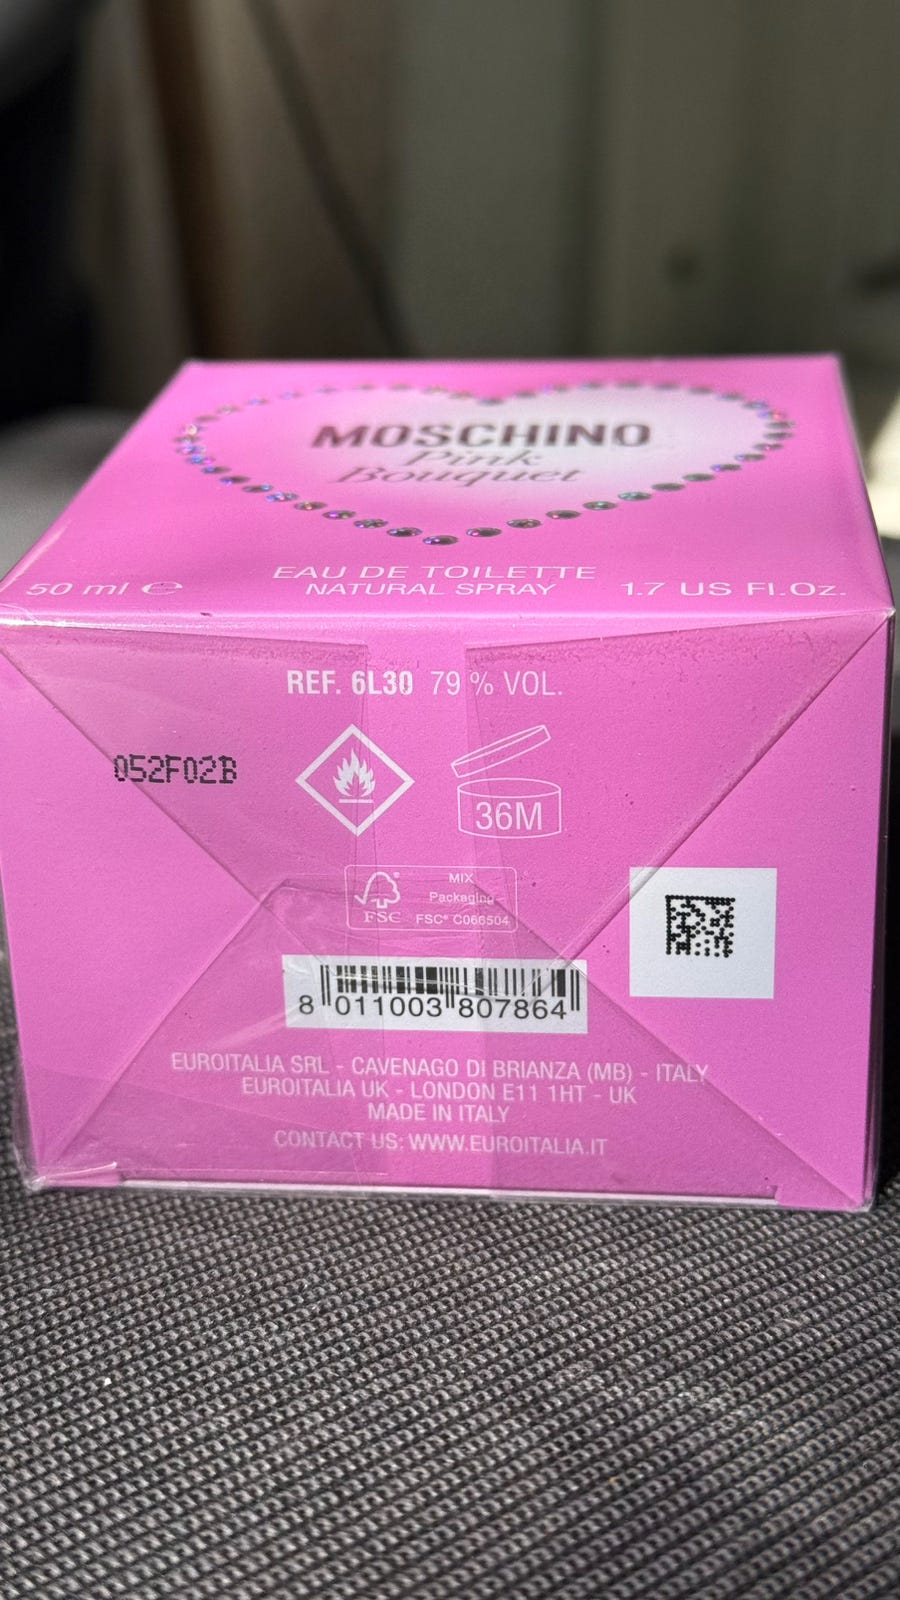 MOSCHINO
Pink
Bouquet
EAU DE TOILETTE
50 ml ℮ NATURAL SPRAY 1.7 US Fl.Oz.
REF. 6L30 79 % VOL.
052F02B
36M
MIX
Packaging
FSC FSC® C066504
8 011003 807864
EUROITALIA SRL - CAVENAGO DI BRIANZA (MB) - ITALY
EUROITALIA UK - LONDON E11 1HT - UK
MADE IN ITALY
CONTACT US: WWW.EUROITALIA.IT